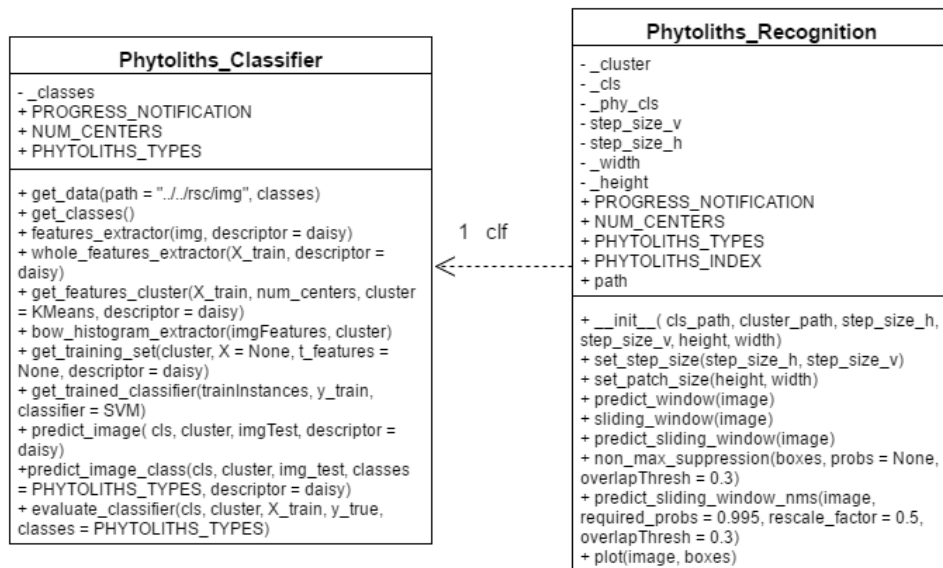 Phytoliths_Classifier
- _classes
+ PROGRESS_NOTIFICATION
+ NUM_CENTERS
+ PHYTOLITHS_TYPES
+ get_data(path = "../../rsc/img", classes)
+ get_classes()
+ features_extractor(img, descriptor = daisy)
+ whole_features_extractor(X_train, descriptor =
daisy)
+ get_features_cluster(X_train, num_centers, cluster
= KMeans, descriptor = daisy)
+ bow_histogram_extractor(imgFeatures, cluster)
+ get_training_set(cluster, X = None, t_features =
None, descriptor = daisy)
+ get_trained_classifier(trainInstances, y_train,
classifier = SVM)
+ predict_image( cls, cluster, imgTest, descriptor =
daisy)
+predict_image_class(cls, cluster, img_test, classes
= PHYTOLITHS_TYPES, descriptor = daisy)
+ evaluate_classifier(cls, cluster, X_train, y_true,
classes = PHYTOLITHS_TYPES)
1 clf
Phytoliths_Recognition
- _cluster
- _cls
- _phy_cls
- step_size_v
- step_size_h
- _width
- _height
+ PROGRESS_NOTIFICATION
+ NUM_CENTERS
+ PHYTOLITHS_TYPES
+ PHYTOLITHS_INDEX
+ path
+ __init__( cls_path, cluster_path, step_size_h,
step_size_v, height, width)
+ set_step_size(step_size_h, step_size_v)
+ set_patch_size(height, width)
+ predict_window(image)
+ sliding_window(image)
+ predict_sliding_window(image)
+ non_max_suppression(boxes, probs = None,
overlapThresh = 0.3)
+ predict_sliding_window_nms(image,
required_probs = 0.995, rescale_factor = 0.5,
overlapThresh = 0.3)
+ plot(image, boxes)